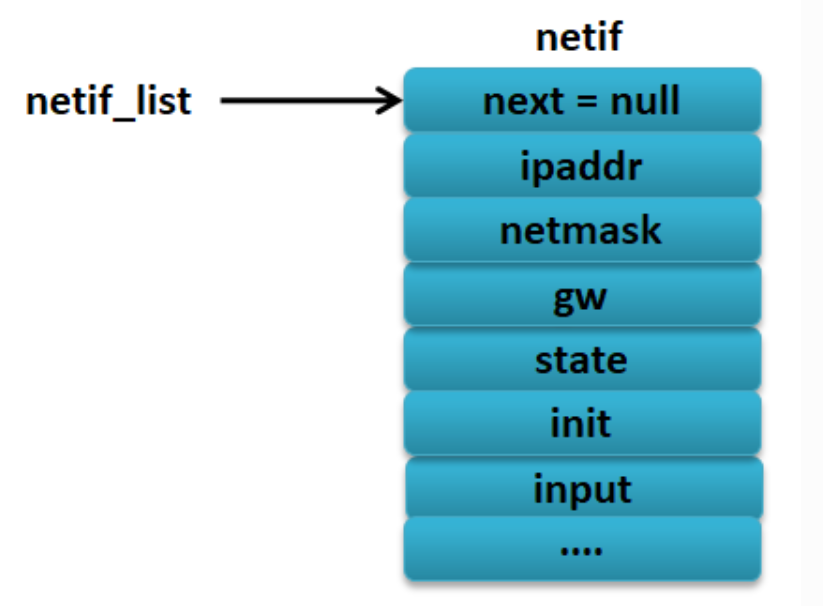 netif
netif_list
next = null
ipaddr
netmask
gw
state
init
input
....